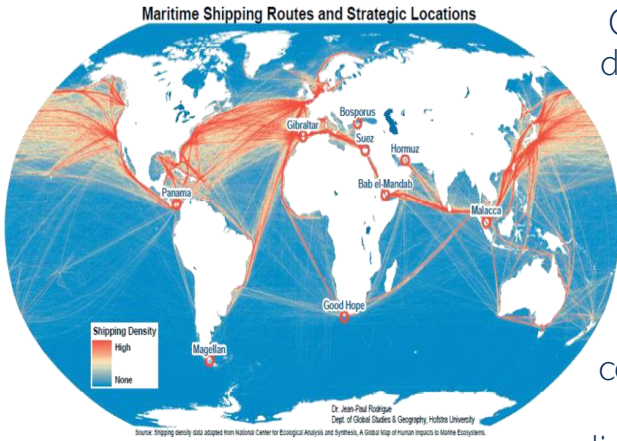 Maritime Shipping Routes and Strategic Locations
Bosporus
Gibraltar
Suez
Hormuz
Bab el-Mandab
Panama
Malacca
Good Hope
Magellan
Shipping Density
High
None
Dr. Jean-Paul Rodrigue
Dept. of Global Studies & Geography, Hofstra University
Source: Shipping density data adapted from National Center for Ecological Analysis and Synthesis, A Global Map of Human Impacts to Marine Ecosystems.